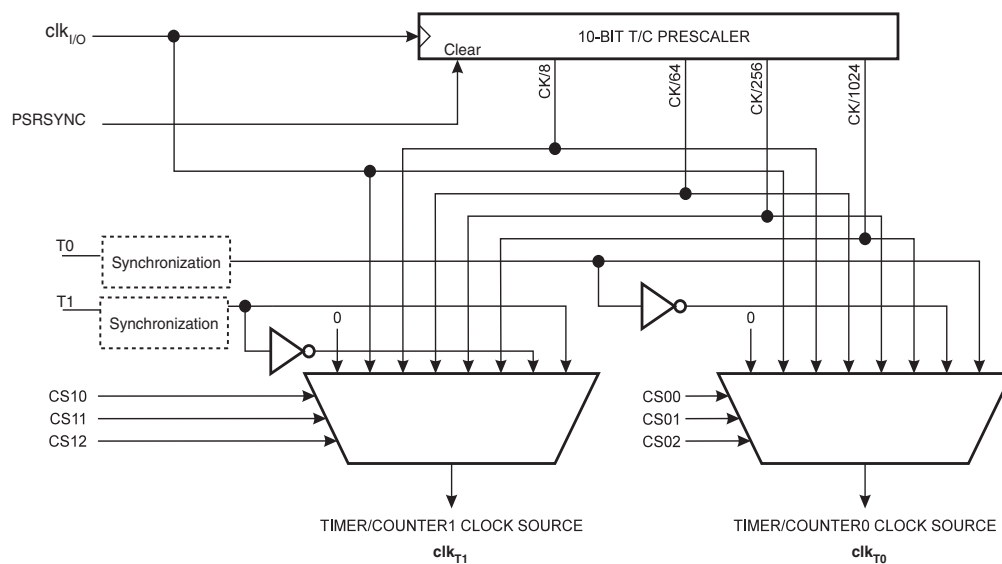 clkI/O
10-BIT T/C PRESCALER
Clear
CK/8
CK/64
CK/256
CK/1024
PSRSYNC
T0
Synchronization
T1
Synchronization
0
0
CS10
CS11
CS12
CS00
CS01
CS02
TIMER/COUNTER1 CLOCK SOURCE
clkT1
TIMER/COUNTER0 CLOCK SOURCE
clkT0